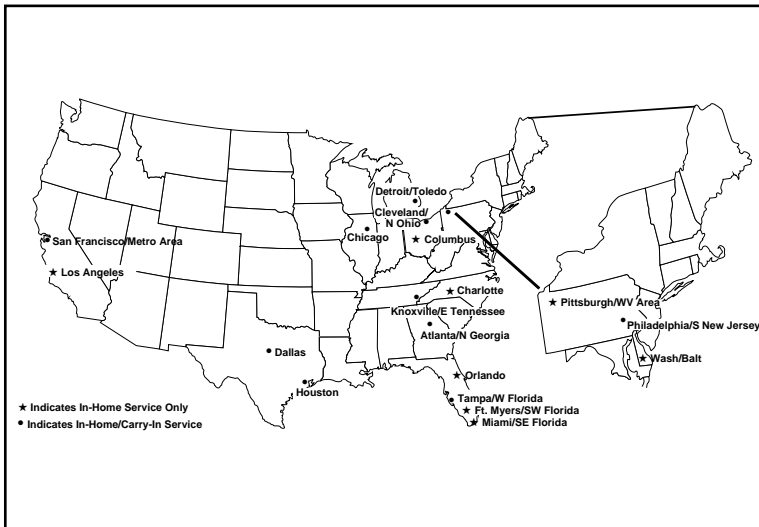 Detroit/Toledo
Cleveland/
N Ohio
Chicago
★ Columbus
San Francisco/Metro Area
★ Los Angeles
★ Charlotte
Knoxville/E Tennessee
Atlanta/N Georgia
★ Pittsburgh/WV Area
Philadelphia/S New Jersey
★ Wash/Balt
Dallas
Houston
★ Orlando
Tampa/W Florida
★ Ft. Myers/SW Florida
★ Miami/SE Florida
★ Indicates In-Home Service Only
• Indicates In-Home/Carry-In Service